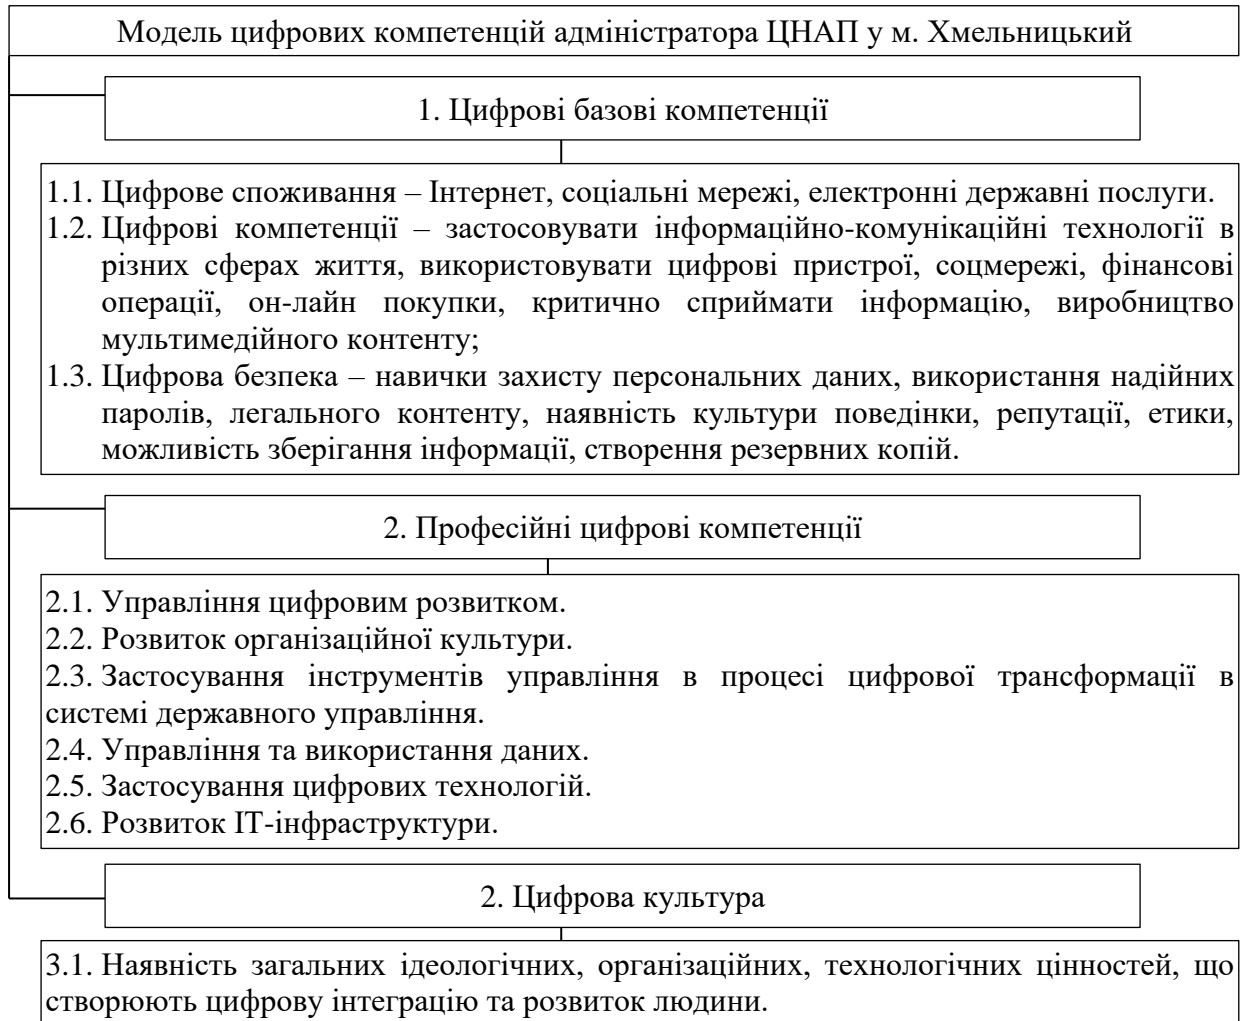 Модель цифрових компетенцій адміністратора ЦНАП у м. Хмельницький
1. Цифрові базові компетенції
1.1. Цифрове споживання – Інтернет, соціальні мережі, електронні державні послуги.
1.2. Цифрові компетенції – застосовувати інформаційно-комунікаційні технології в
різних сферах життя, використовувати цифрові пристрої, соцмережі, фінансові
операції, он-лайн покупки, критично сприймати інформацію, виробництво
мультимедійного контенту;
1.3. Цифрова безпека – навички захисту персональних даних, використання надійних
паролів, легального контенту, наявність культури поведінки, репутації, етики,
можливість зберігання інформації, створення резервних копій.
2. Професійні цифрові компетенції
2.1. Управління цифровим розвитком.
2.2. Розвиток організаційної культури.
2.3. Застосування інструментів управління в процесі цифрової трансформації в
системі державного управління.
2.4. Управління та використання даних.
2.5. Застосування цифрових технологій.
2.6. Розвиток ІТ-інфраструктури.
2. Цифрова культура
3.1. Наявність загальних ідеологічних, організаційних, технологічних цінностей, що
створюють цифрову інтеграцію та розвиток людини.